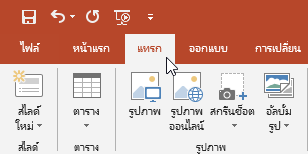 ไฟล์ หน้าแรก แทรก ออกแบบ การเปลี่ยน
สไลด์ ตาราง รูปภาพ รูปภาพ สกรีนช็อต อัลบั้ม
ใหม่ ออนไลน์ รูป
สไลด์ ตาราง รูปภาพ